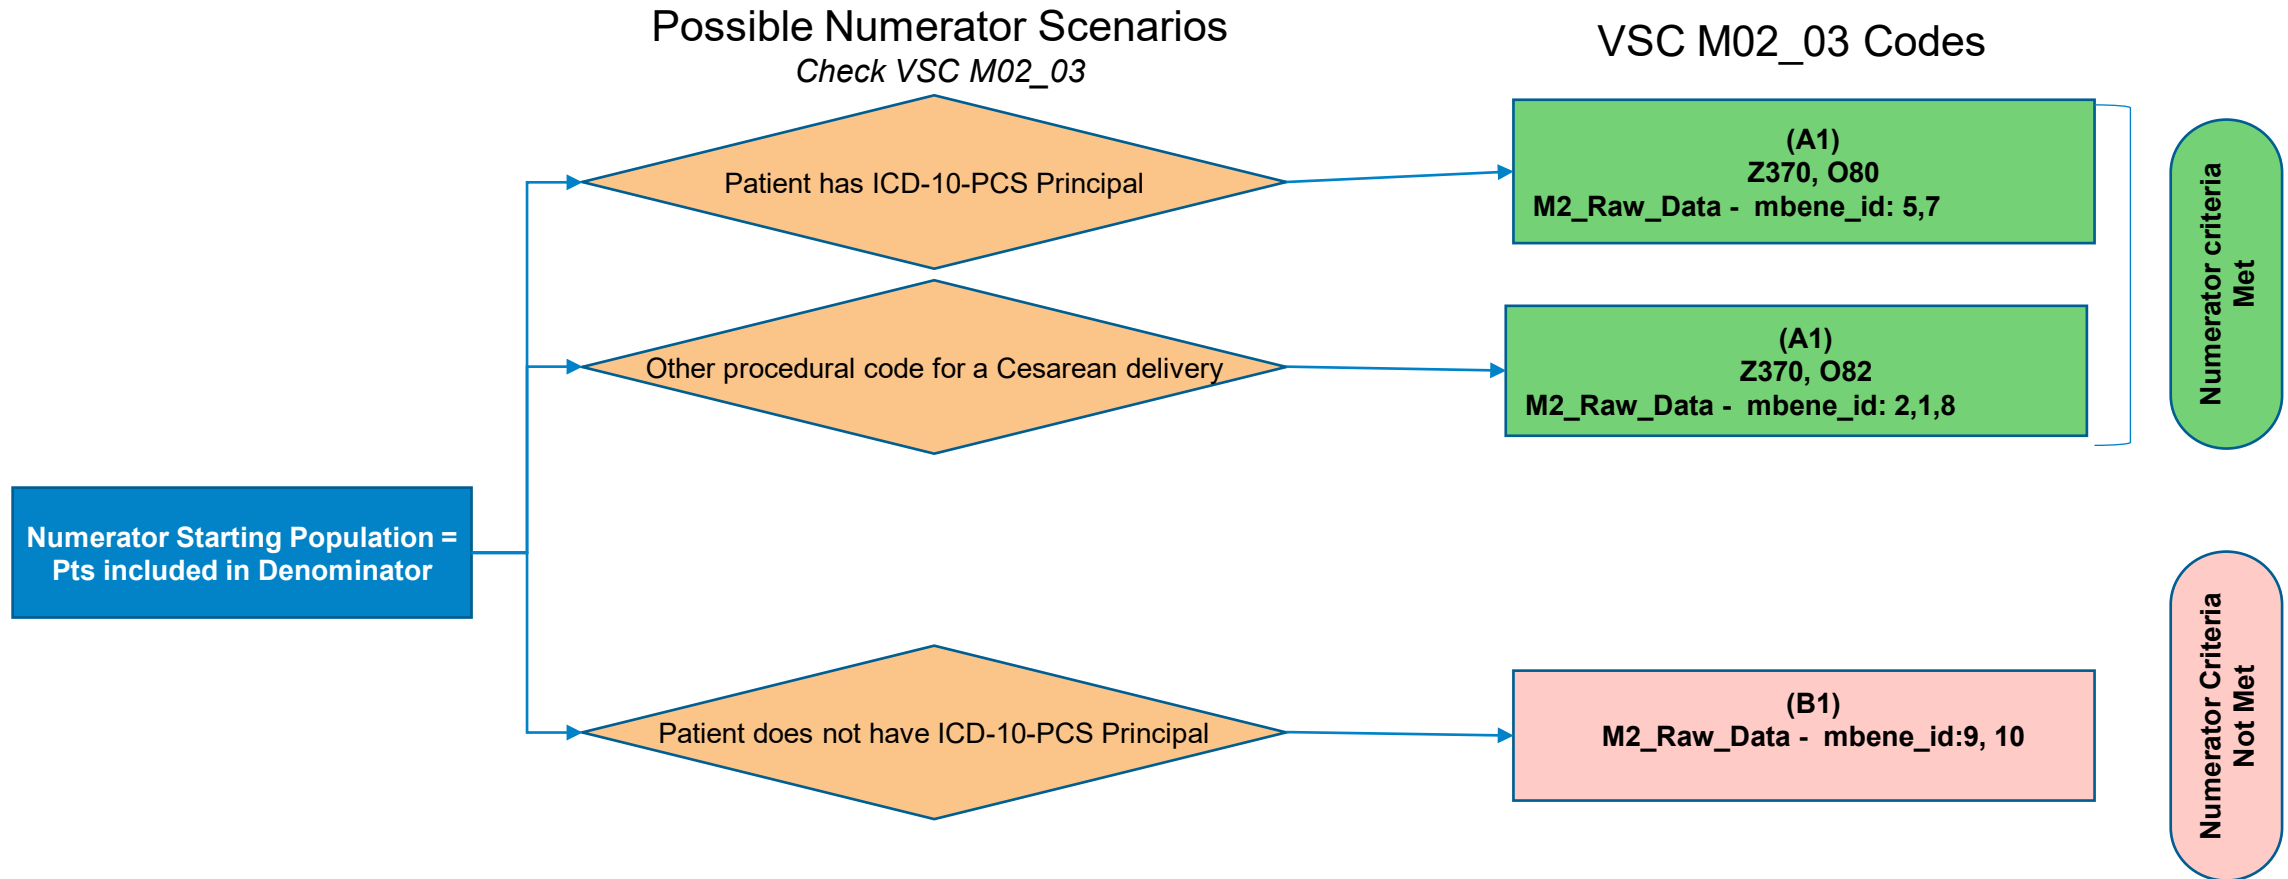 Possible Numerator Scenarios
Check VSC M02_03
VSC M02_03 Codes
Patient has ICD-10-PCS Principal
(A1)
Z370, O80
M2_Raw_Data -  mbene_id: 5,7
Other procedural code for a Cesarean delivery
(A1)
Z370, O82
M2_Raw_Data -  mbene_id: 2,1,8
Numerator criteria
Met
Numerator Starting Population =
Pts included in Denominator
Patient does not have ICD-10-PCS Principal
(B1)
M2_Raw_Data -  mbene_id:9, 10
Numerator Criteria
Not Met